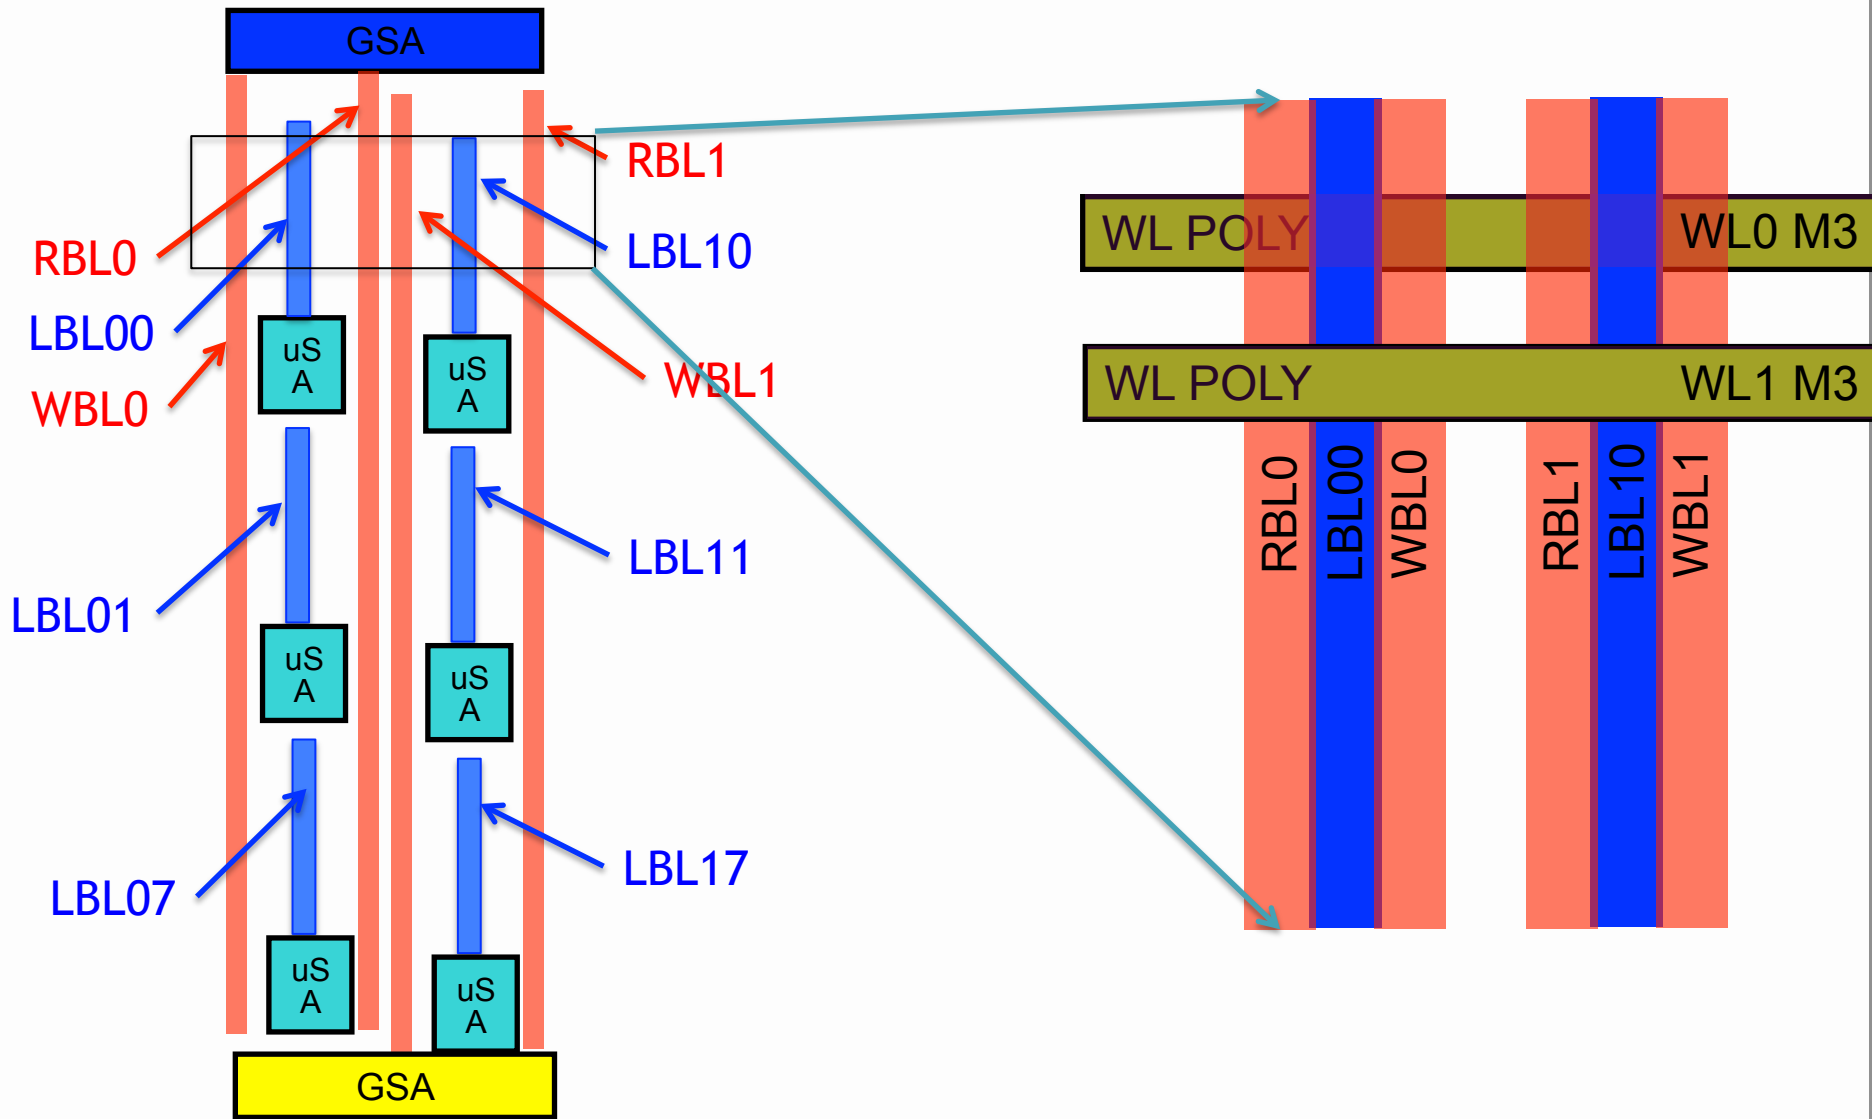 GSA
RBL1
LBL10
RBL0
LBL00
WBL0
WBL1
uS
A
uS
A
LBL11
LBL01
uS
A
uS
A
LBL17
LBL07
uS
A
uS
A
GSA
WL POLY
WL0 M3
WL POLY
WL1 M3
RBL0
LBL00
WBL0
RBL1
LBL10
WBL1